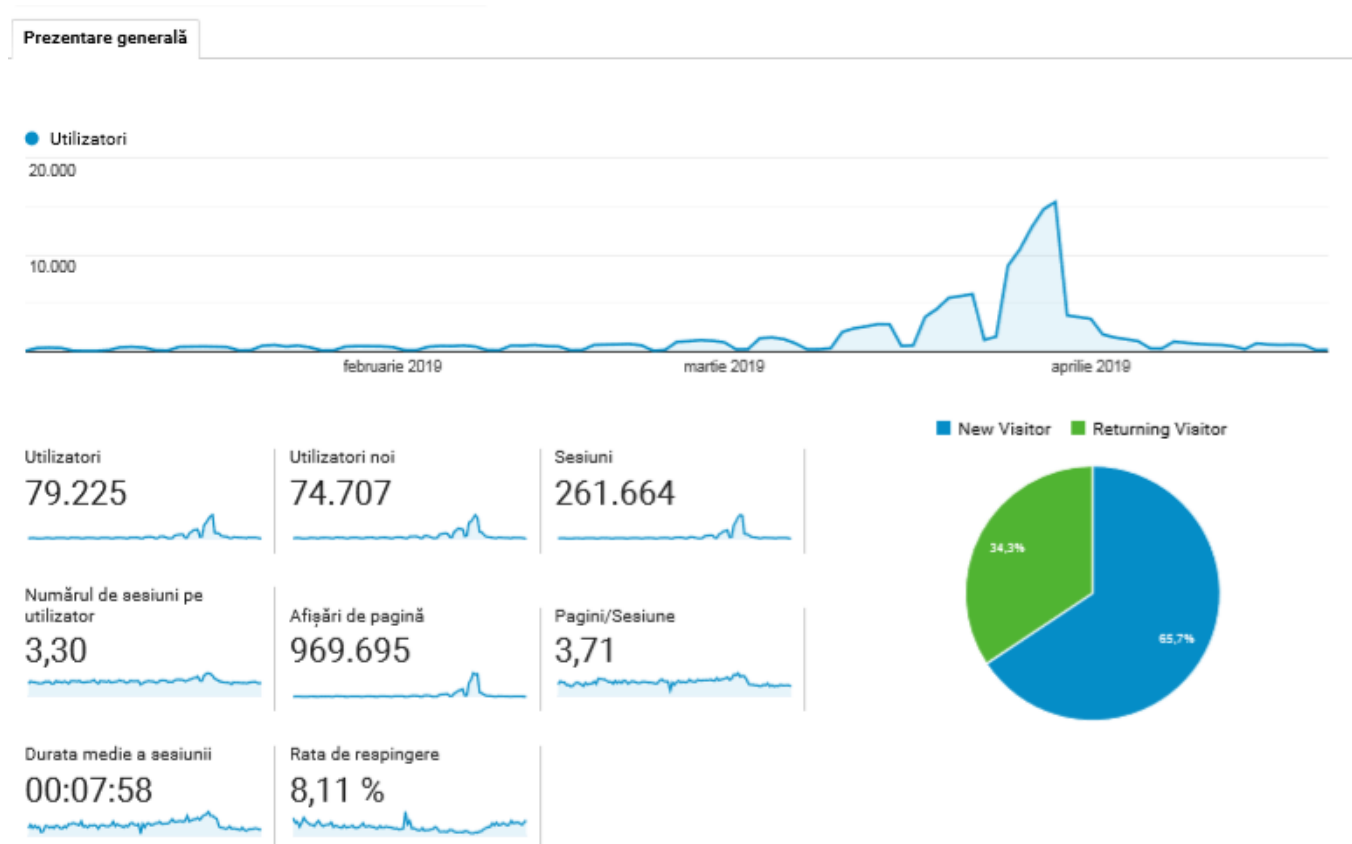 Prezentare generală
Utilizatori
20.000
10.000
februarie 2019
martie 2019
aprilie 2019
New Visitor
Returning Visitor
Utilizatori
79.225
Utilizatori noi
74.707
Sesiuni
261.664
34,3%
65,7%
Numărul de sesiuni pe
utilizator
3,30
Afișări de pagină
969.695
Pagini/Sesiune
3,71
Durata medie a sesiunii
00:07:58
Rata de respingere
8,11 %